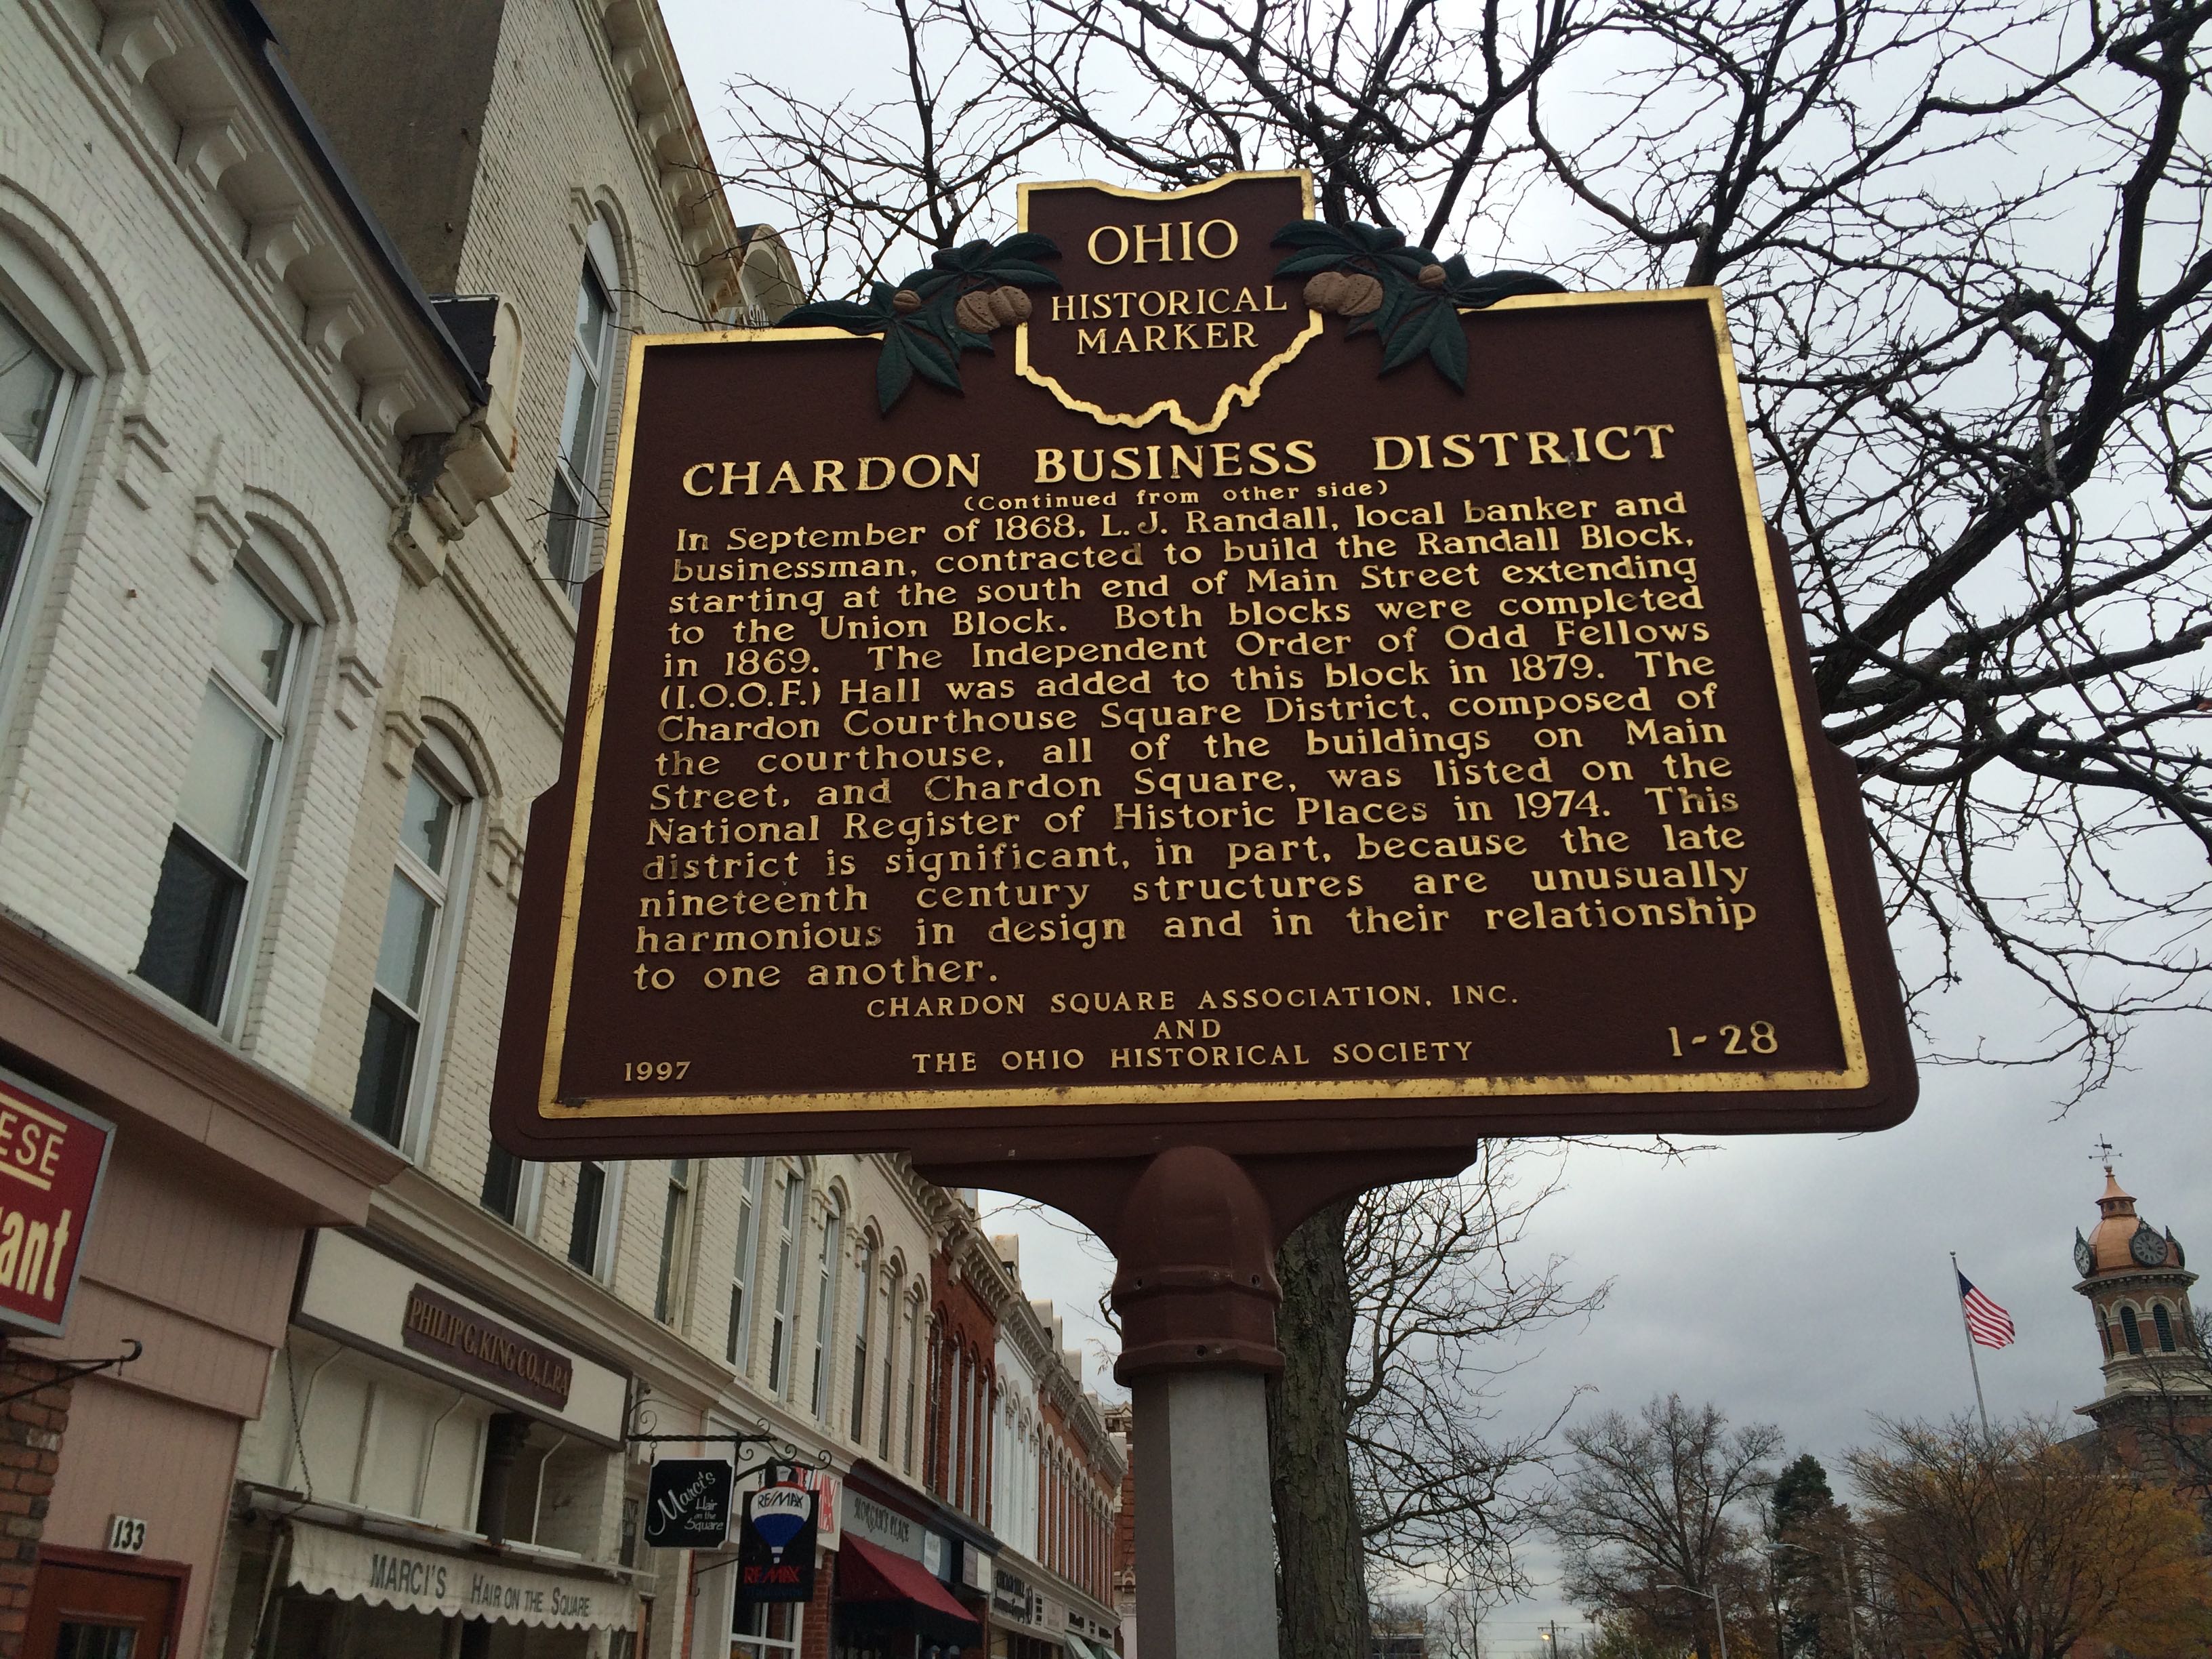 OHIO
HISTORICAL
MARKER
CHARDON BUSINESS DISTRICT
(Continued from other side)
In September of 1868, L.J. Randall, local banker and
businessman, contracted to build the Randall Block,
starting at the south end of Main Street extending
to the Union Block. Both blocks were completed
in 1869. The Independent Order of Odd Fellows
(I.O.O.F.) Hall was added to this block in 1879. The
Chardon Courthouse Square District, composed of
the courthouse, all of the buildings on Main
Street, and Chardon Square, was listed on the
National Register of Historic Places in 1974. This
district is significant, in part, because the late
nineteenth century structures are unusually
harmonious in design and in their relationship
to one another.
CHARDON SQUARE ASSOCIATION, INC.
AND
THE OHIO HISTORICAL SOCIETY
1997
1-28
ESE
ant
PHILIP G. KING CO., L.P.A.
133
MARCI'S HAIR ON THE SQUARE
Marci's
Hair
on the
Square
RE/MAX
RE/MAX
MORGAN'S PLACE